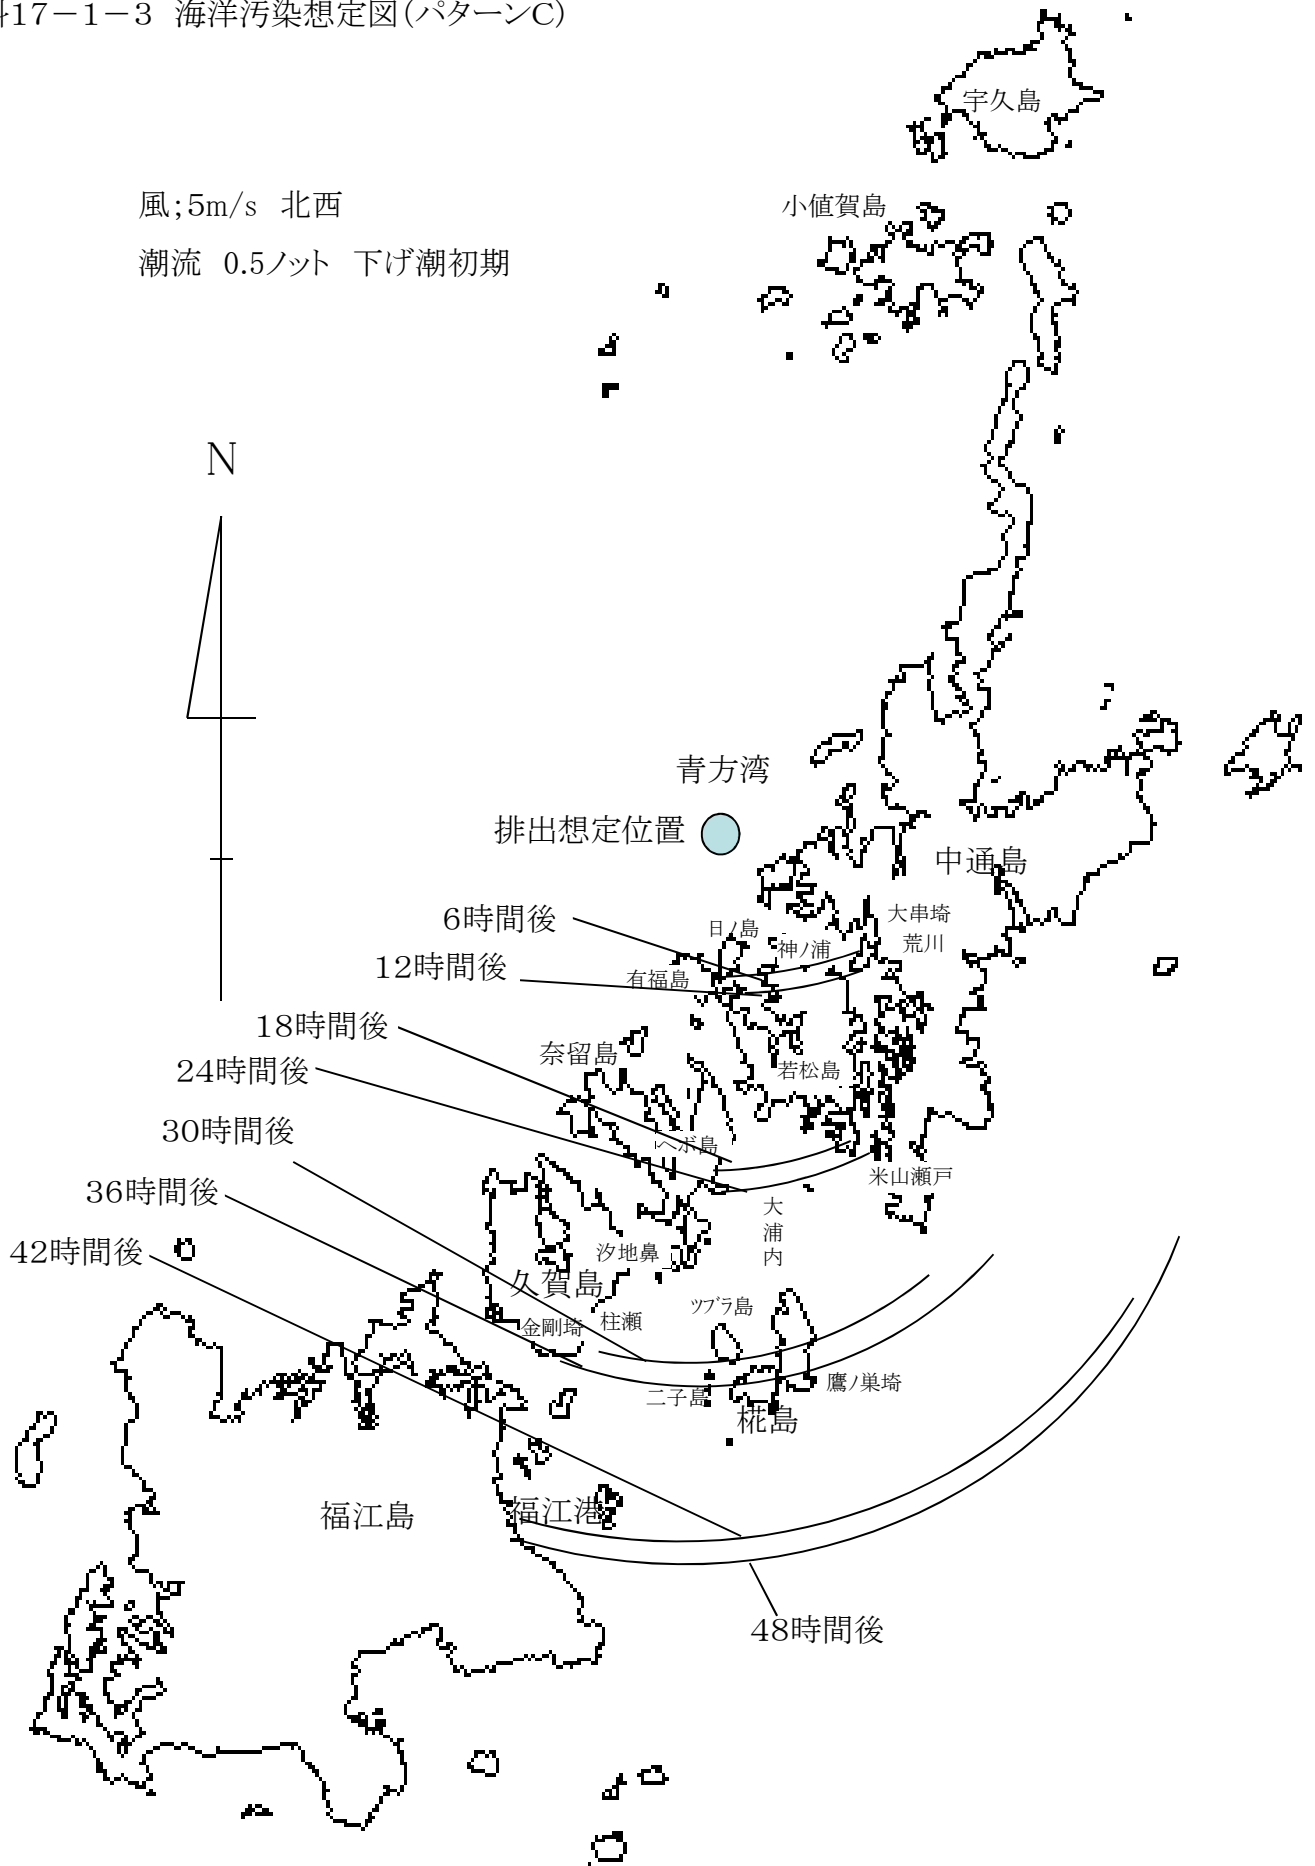 料17－1－3 海洋汚染想定図（パターンC）
宇久島
風；5m/s 北西
小値賀島
潮流 0.5ノット 下げ潮初期
N
青方湾
排出想定位置
中通島
6時間後
日ノ島
大串埼
神ノ浦
荒川
12時間後
有福島
18時間後
奈留島
24時間後
若松島
30時間後
ヘボ島
米山瀬戸
36時間後
大浦内
42時間後
汐地鼻
久賀島
ツブラ島
金剛埼
柱瀬
二子島
鷹ノ巣埼
椛島
福江島
福江港
48時間後